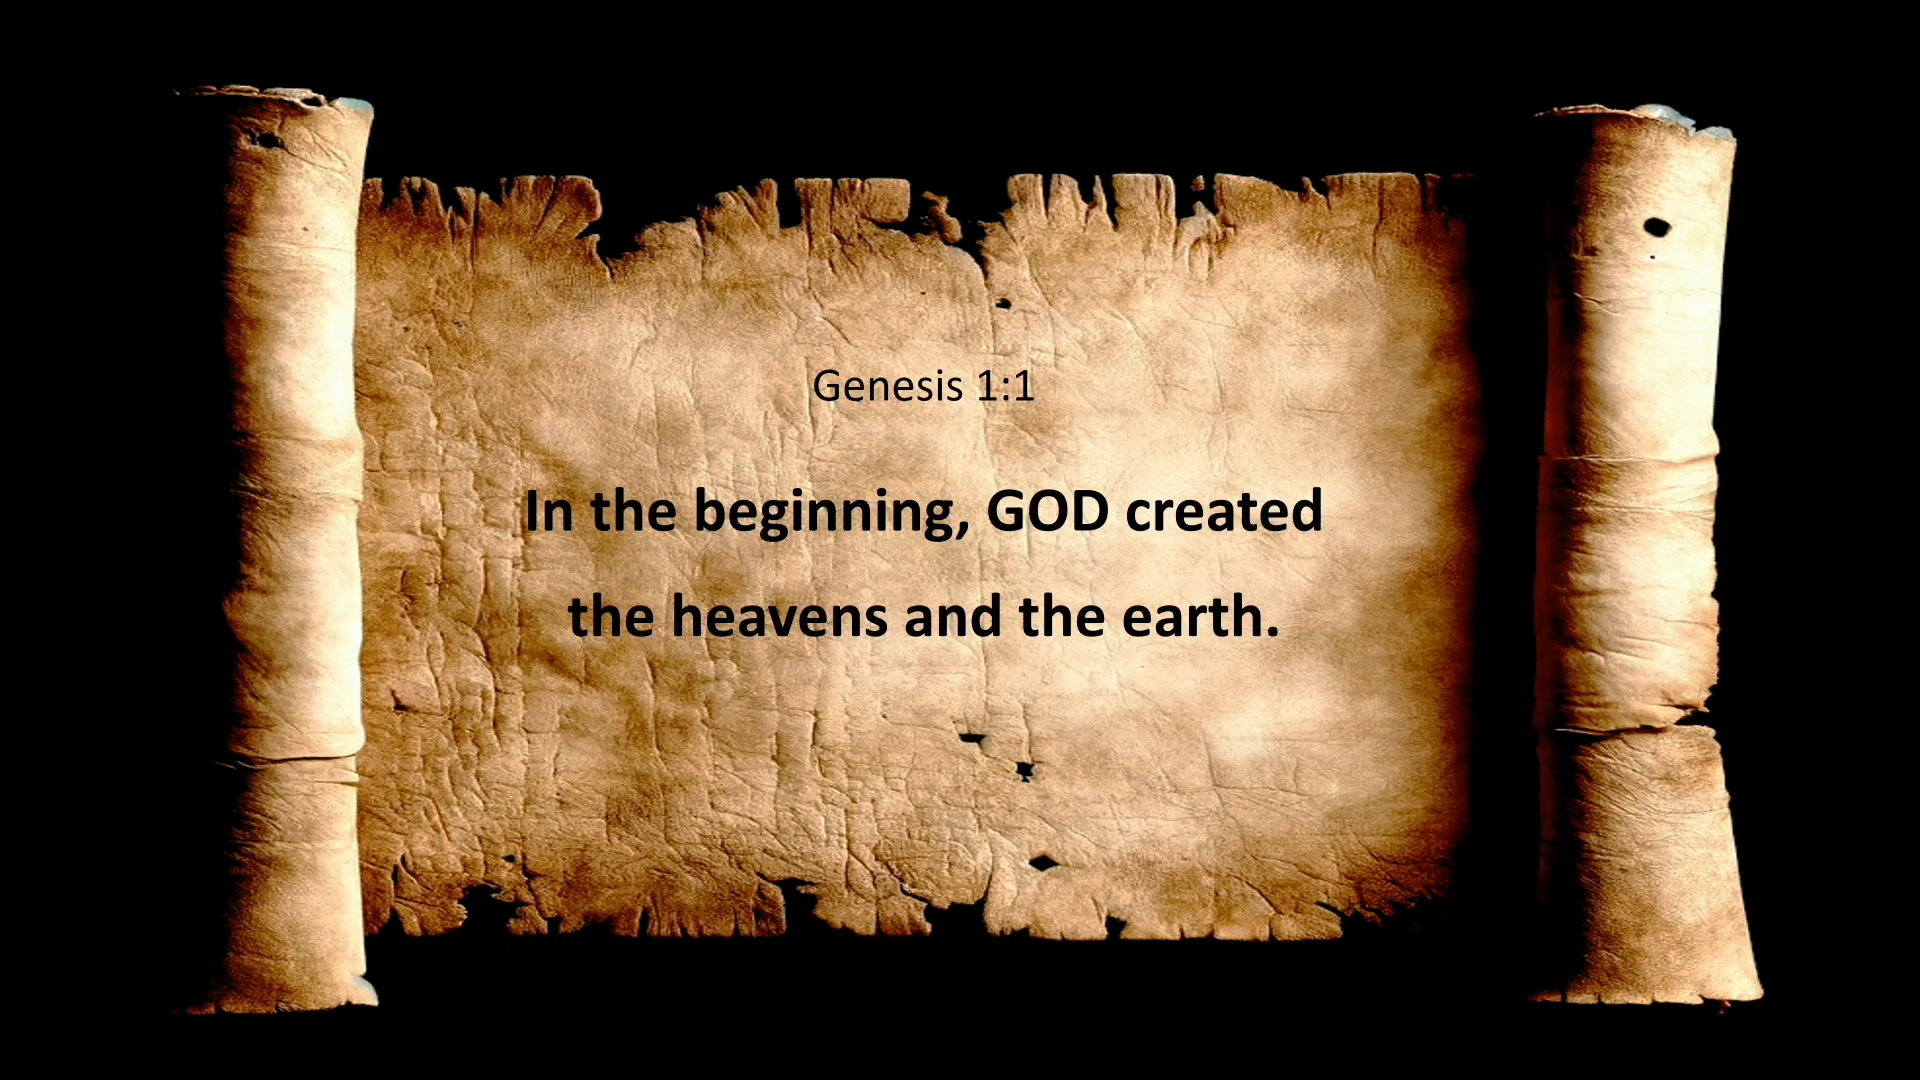 Genesis 1:1
In the beginning, GOD created
the heavens and the earth.